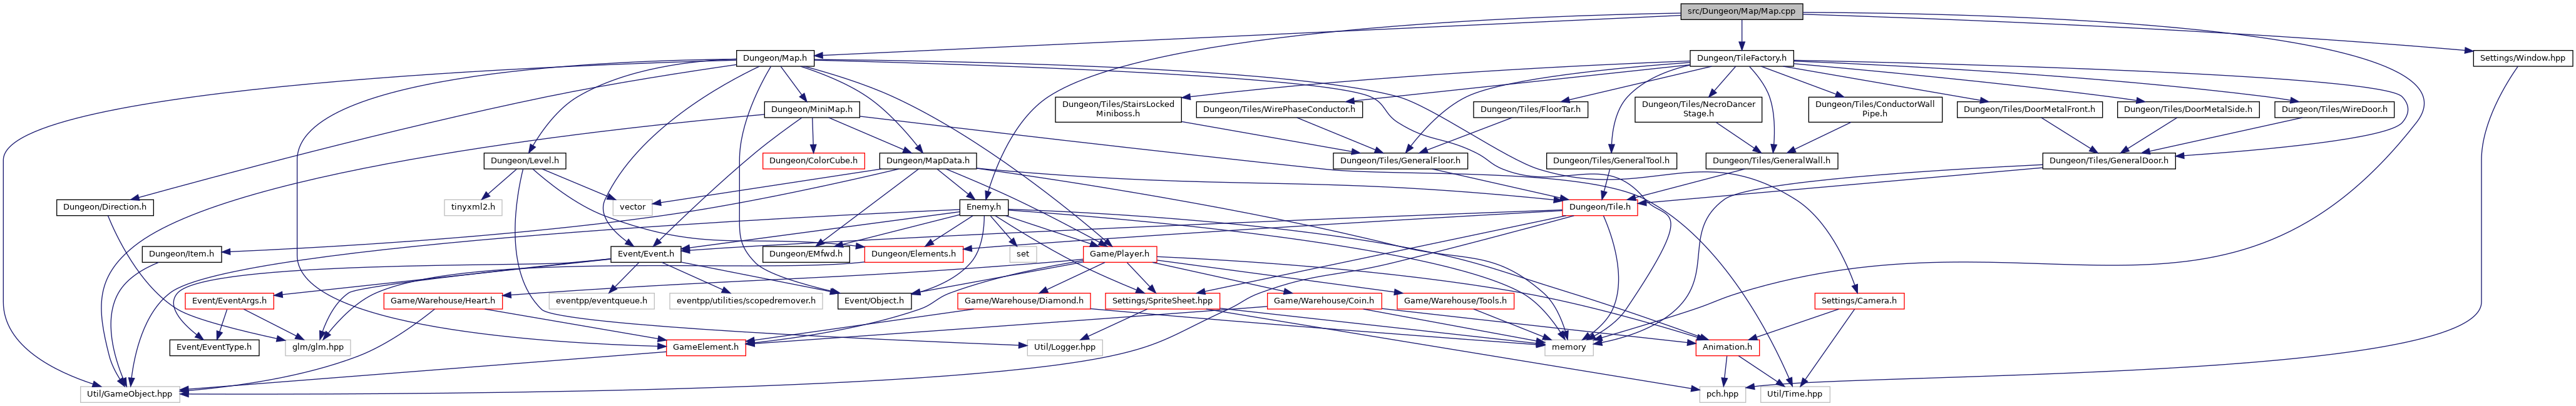 src/Dungeon/Map/Map.cpp
Dungeon/Map.h
Dungeon/TileFactory.h
Settings/Window.hpp
Dungeon/MiniMap.h
Dungeon/Tiles/StairsLocked
Miniboss.h
Dungeon/Tiles/WirePhaseConductor.h
Dungeon/Tiles/FloorTar.h
Dungeon/Tiles/NecroDancer
Stage.h
Dungeon/Tiles/ConductorWall
Pipe.h
Dungeon/Tiles/DoorMetalFront.h
Dungeon/Tiles/DoorMetalSide.h
Dungeon/Tiles/WireDoor.h
Dungeon/Level.h
Dungeon/ColorCube.h
Dungeon/MapData.h
Dungeon/Tiles/GeneralFloor.h
Dungeon/Tiles/GeneralTool.h
Dungeon/Tiles/GeneralWall.h
Dungeon/Tiles/GeneralDoor.h
Dungeon/Direction.h
tinyxml2.h
vector
Enemy.h
Dungeon/Tile.h
Dungeon/Item.h
Event/Event.h
Dungeon/EMfwd.h
Dungeon/Elements.h
set
Game/Player.h
Event/EventArgs.h
Game/Warehouse/Heart.h
eventpp/eventqueue.h
eventpp/utilities/scopedremover.h
Event/Object.h
Game/Warehouse/Diamond.h
Settings/SpriteSheet.hpp
Game/Warehouse/Coin.h
Game/Warehouse/Tools.h
Settings/Camera.h
Event/EventType.h
glm/glm.hpp
GameElement.h
Util/Logger.hpp
memory
Animation.h
Util/GameObject.hpp
pch.hpp
Util/Time.hpp